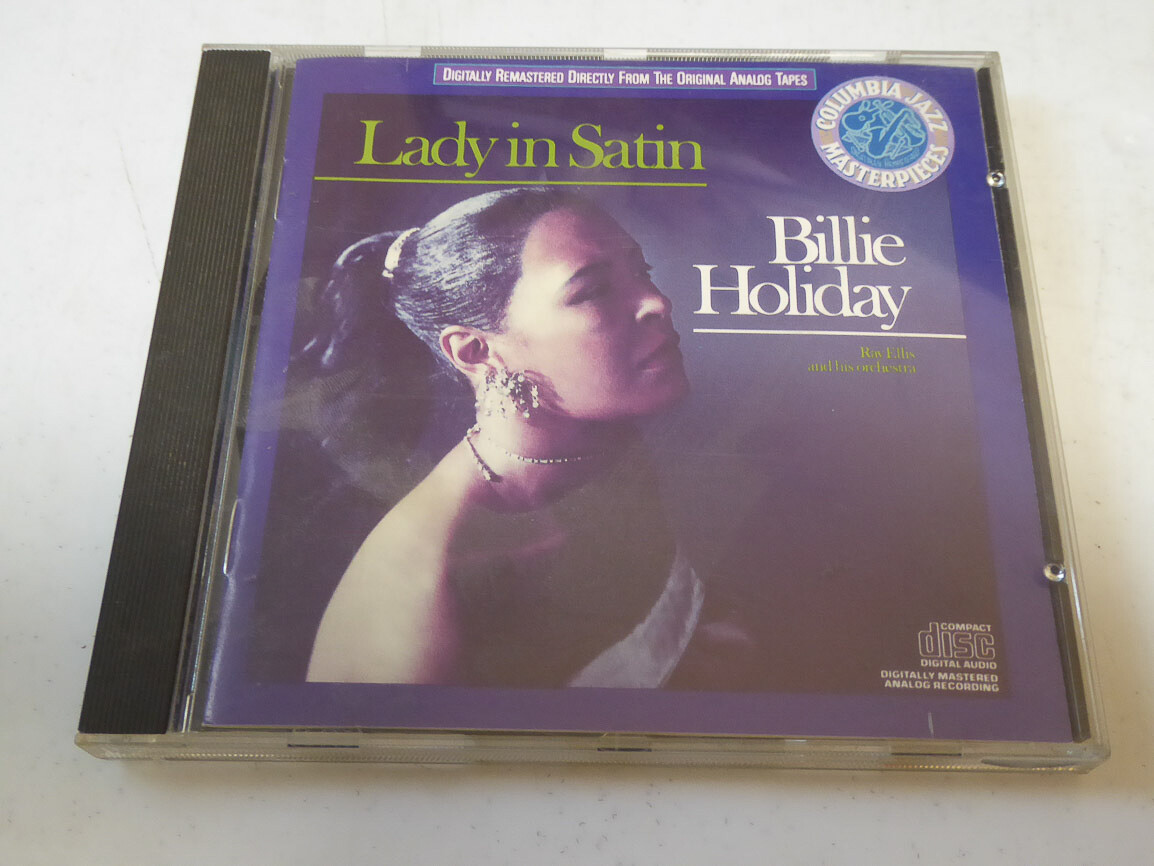 DIGITALLY REMASTERED DIRECTLY FROM THE ORIGINAL ANALOG TAPES
COLUMBIA JAZZ
MASTERPIECES
Lady in Satin
Billie
Holiday
Ray Ellis
and his orchestra
COMPACT
disc
DIGITAL AUDIO
DIGITALLY MASTERED
ANALOG RECORDING